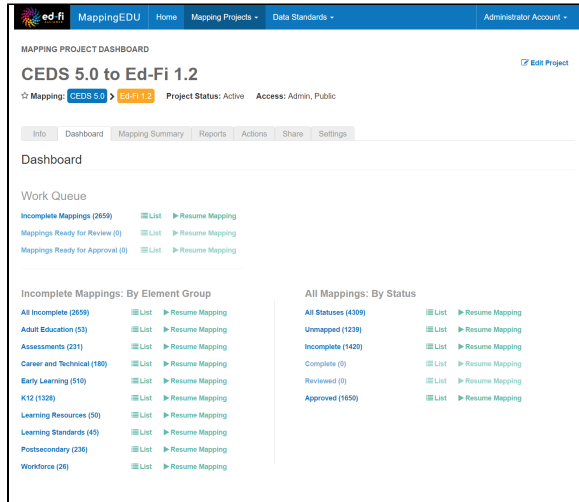 ed-fi ALLIANCE MappingEDU Home Mapping Projects Data Standards Administrator Account
MAPPING PROJECT DASHBOARD
Edit Project
CEDS 5.0 to Ed-Fi 1.2
Mapping: CEDS 5.0 > Ed-Fi 1.2 Project Status: Active Access: Admin, Public
Info Dashboard Mapping Summary Reports Actions Share Settings
Dashboard
Work Queue
Incomplete Mappings (2659) List Resume Mapping
Mappings Ready for Review (0) List Resume Mapping
Mappings Ready for Approval (0) List Resume Mapping
Incomplete Mappings: By Element Group
All Incomplete (2659) List Resume Mapping
Adult Education (53) List Resume Mapping
Assessments (231) List Resume Mapping
Career and Technical (180) List Resume Mapping
Early Learning (510) List Resume Mapping
K12 (1328) List Resume Mapping
Learning Resources (50) List Resume Mapping
Learning Standards (45) List Resume Mapping
Postsecondary (236) List Resume Mapping
Workforce (26) List Resume Mapping
All Mappings: By Status
All Statuses (4309) List Resume Mapping
Unmapped (1239) List Resume Mapping
Incomplete (1420) List Resume Mapping
Complete (0) List Resume Mapping
Reviewed (0) List Resume Mapping
Approved (1650) List Resume Mapping